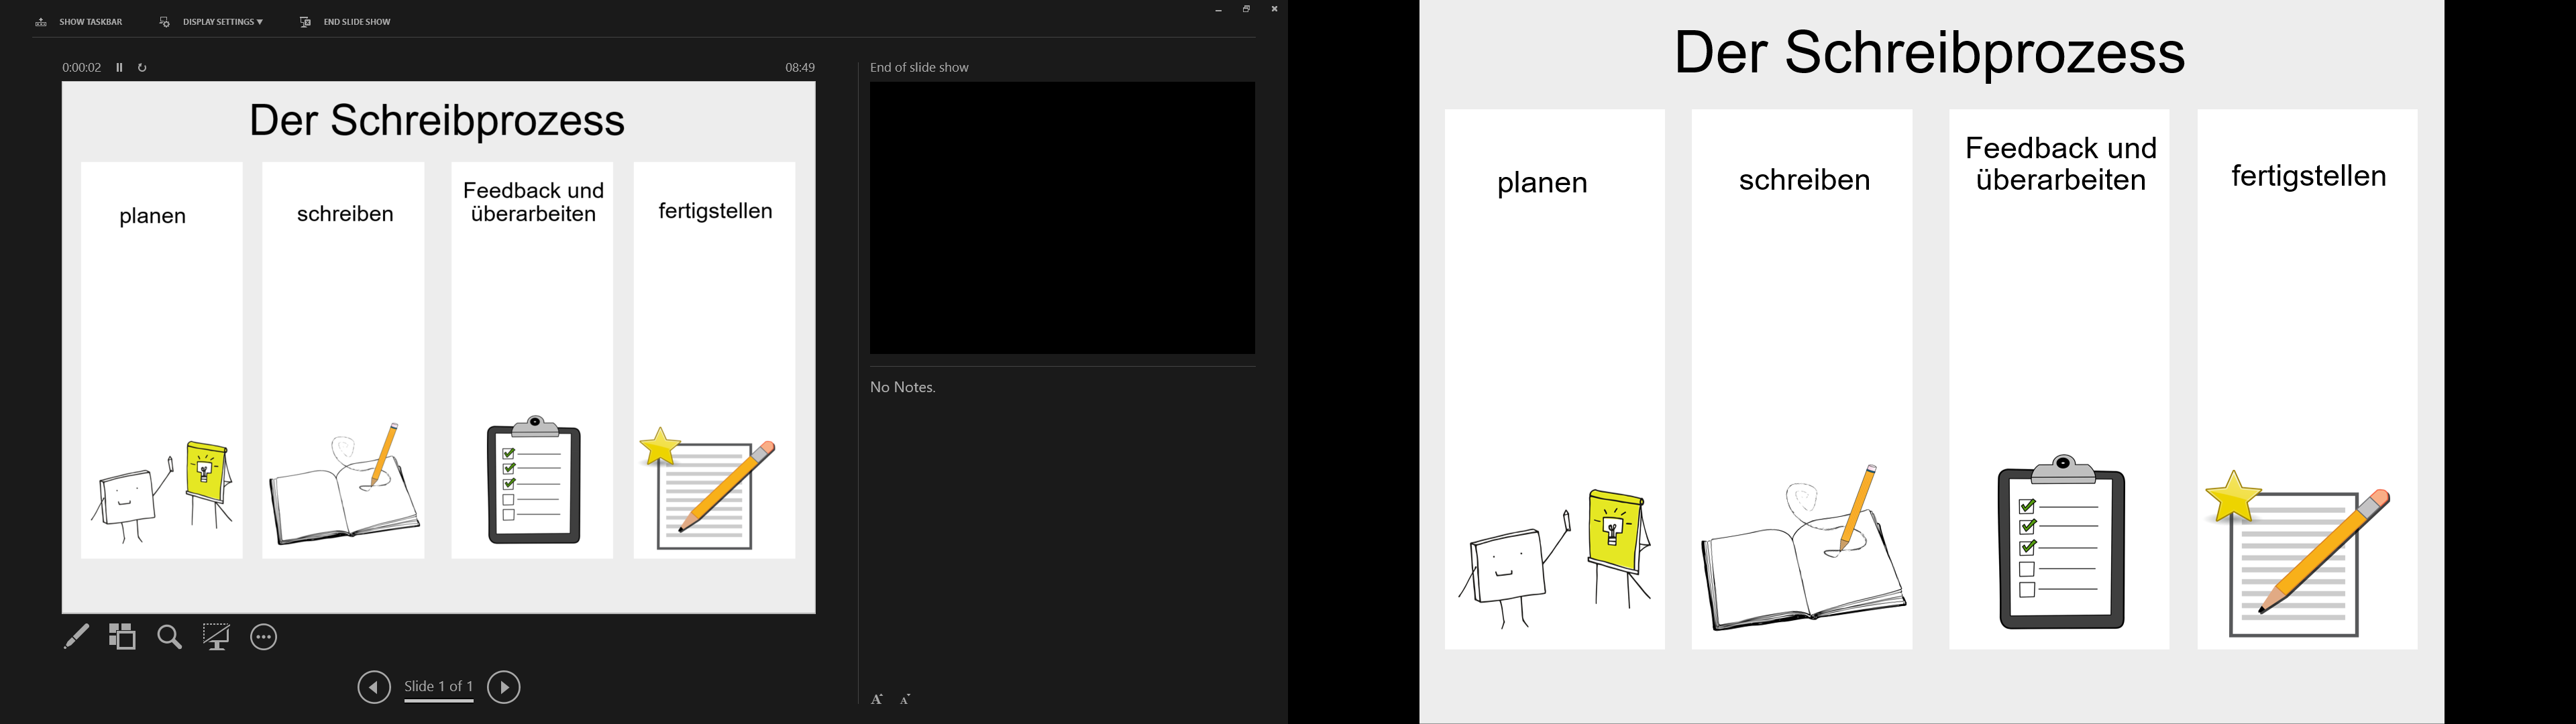 SHOW TASKBAR
DISPLAY SETTINGS ▼
END SLIDE SHOW
0:00:02
08:49
Der Schreibprozess
planen
schreiben
Feedback und
überarbeiten
fertigstellen
Slide 1 of 1
End of slide show
No Notes.
A
A
Der Schreibprozess
planen
schreiben
Feedback und
überarbeiten
fertigstellen